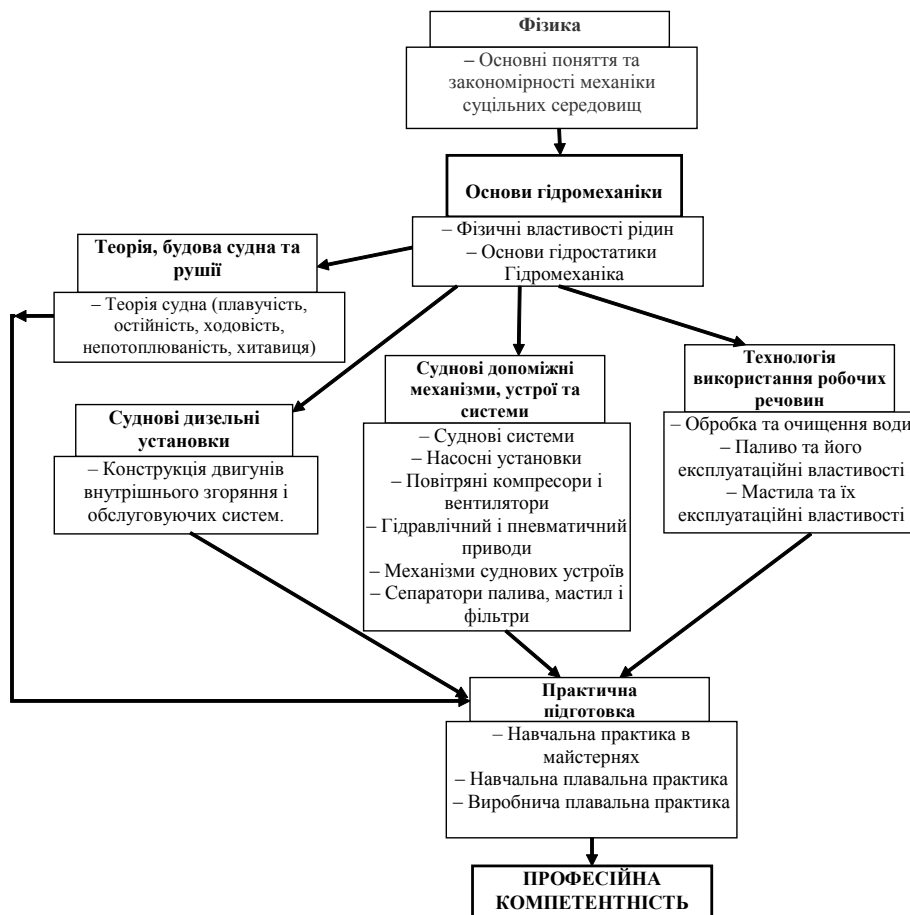 Фізика
– Основні поняття та
закономірності механіки
суцільних середовищ
Основи гідромеханіки
– Фізичні властивості рідин
– Основи гідростатики
Гідромеханіка
Теорія, будова судна та
рушії
– Теорія судна (плавучість,
остійність, ходовість,
непотоплюваність, хитавиця)
Суднові дизельні
установки
– Конструкція двигунів
внутрішнього згоряння і
обслуговуючих систем.
Суднові допоміжні
механізми, устрої та
системи
– Суднові системи
– Насосні установки
– Повітряні компресори і
вентилятори
– Гідравлічний і пневматичний
приводи
– Механізми суднових устроїв
– Сепаратори палива, мастил і
фільтри
Технологія
використання робочих
речовин
– Обробка та очищення води
– Паливо та його
експлуатаційні властивості
– Мастила та їх
експлуатаційні властивості
Практична
підготовка
– Навчальна практика в
майстернях
– Навчальна плавальна практика
– Виробнича плавальна практика
ПРОФЕСІЙНА
КОМПЕТЕНТНІСТЬ